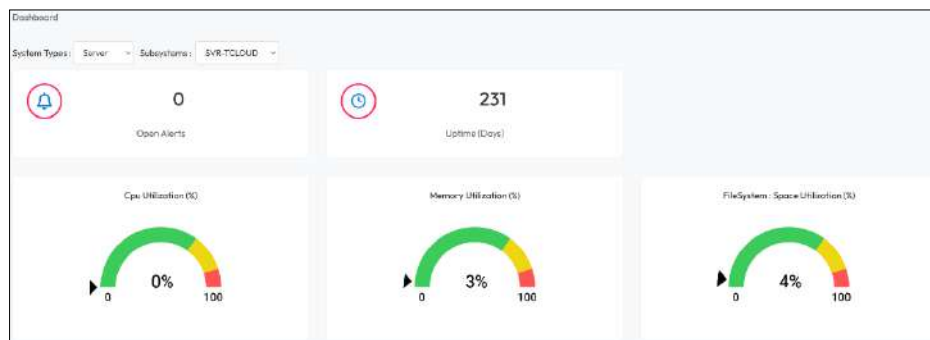 Dashboard
System Types : Server Subsystems : SVR-TCLOUD
0
Open Alerts
231
Uptime (Days)
Cpu Utilization (%)
0%
0 100
Memory Utilization (%)
3%
0 100
FileSystem : Space Utilization (%)
4%
0 100